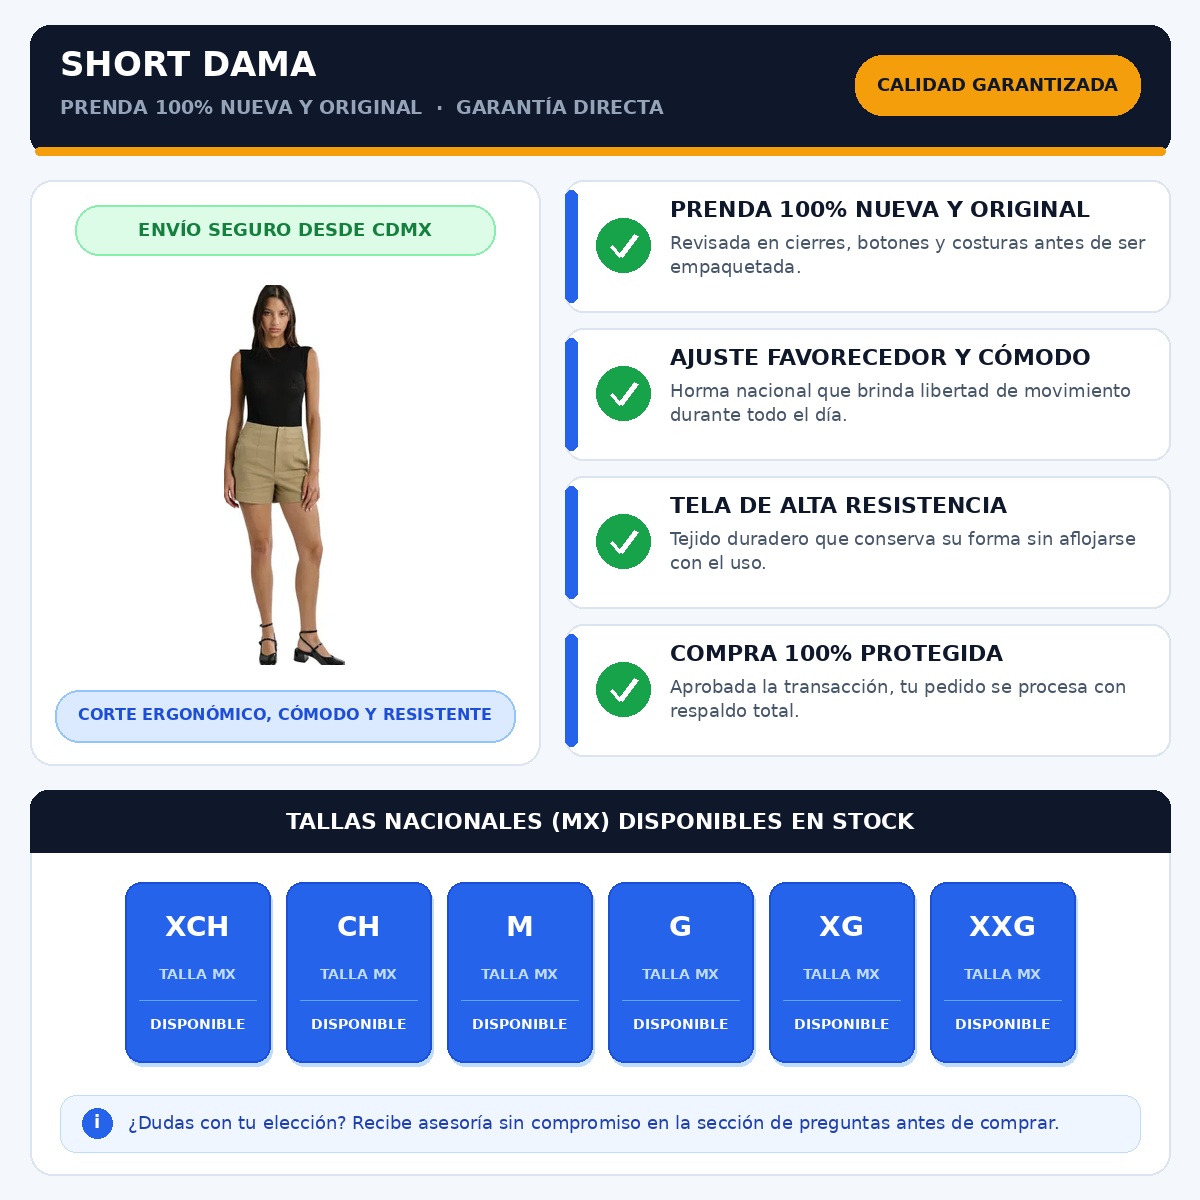 SHORT DAMA
PRENDA 100% NUEVA Y ORIGINAL · GARANTÍA DIRECTA
CALIDAD GARANTIZADA
ENVÍO SEGURO DESDE CDMX
CORTE ERGONÓMICO, CÓMODO Y RESISTENTE
PRENDA 100% NUEVA Y ORIGINAL
Revisada en cierres, botones y costuras antes de ser
empaquetada.
AJUSTE FAVORECEDOR Y CÓMODO
Horma nacional que brinda libertad de movimiento
durante todo el día.
TELA DE ALTA RESISTENCIA
Tejido duradero que conserva su forma sin aflojarse
con el uso.
COMPRA 100% PROTEGIDA
Aprobada la transacción, tu pedido se procesa con
respaldo total.
TALLAS NACIONALES (MX) DISPONIBLES EN STOCK
XCH
TALLA MX
DISPONIBLE
CH
TALLA MX
DISPONIBLE
M
TALLA MX
DISPONIBLE
G
TALLA MX
DISPONIBLE
XG
TALLA MX
DISPONIBLE
XXG
TALLA MX
DISPONIBLE
i ¿Dudas con tu elección? Recibe asesoría sin compromiso en la sección de preguntas antes de comprar.